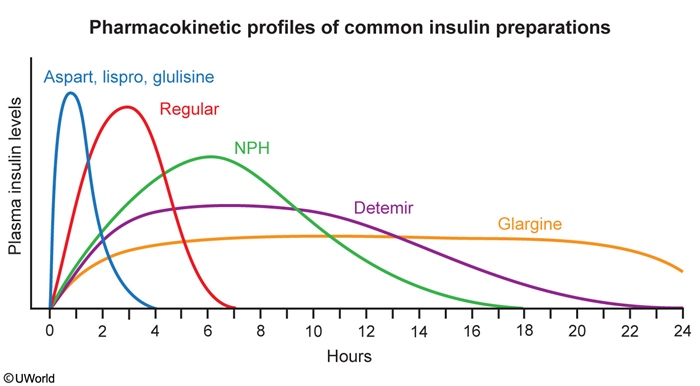 Pharmacokinetic profiles of common insulin preparations
Aspart, lispro, glulisine
Regular
NPH
Detemir
Glargine
Plasma insulin levels
0 2 4 6 8 10 12 14 16 18 20 22 24
Hours
©UWorld